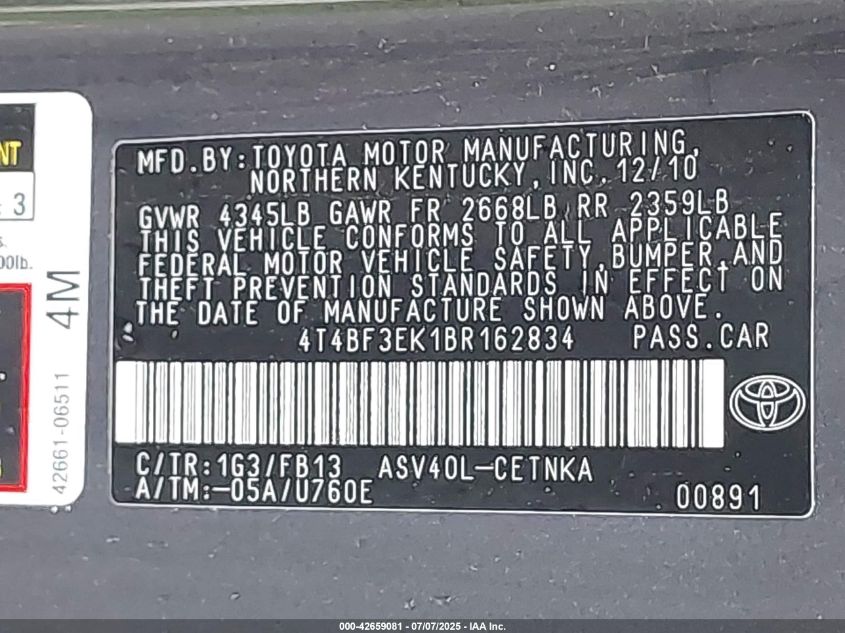 NT
3
s.
00lb.
4M
42661-06511
MFD.BY:TOYOTA MOTOR MANUFACTURING,
NORTHERN KENTUCKY,INC.12/10
GVWR 4345LB GAWR FR 2668LB RR 2359LB
THIS VEHICLE CONFORMS TO ALL APPLICABLE
FEDERAL MOTOR VEHICLE SAFETY,BUMPER,AND
THEFT PREVENTION STANDARDS IN EFFECT ON
THE DATE OF MANUFACTURE SHOWN ABOVE.
4T4BF3EK1BR162834 PASS.CAR
C/TR:1G3/FB13 ASV40L-CETNKA
A/TM:-05A/U760E
00891
000-42659081 - 07/07/2025 - IAA Inc.